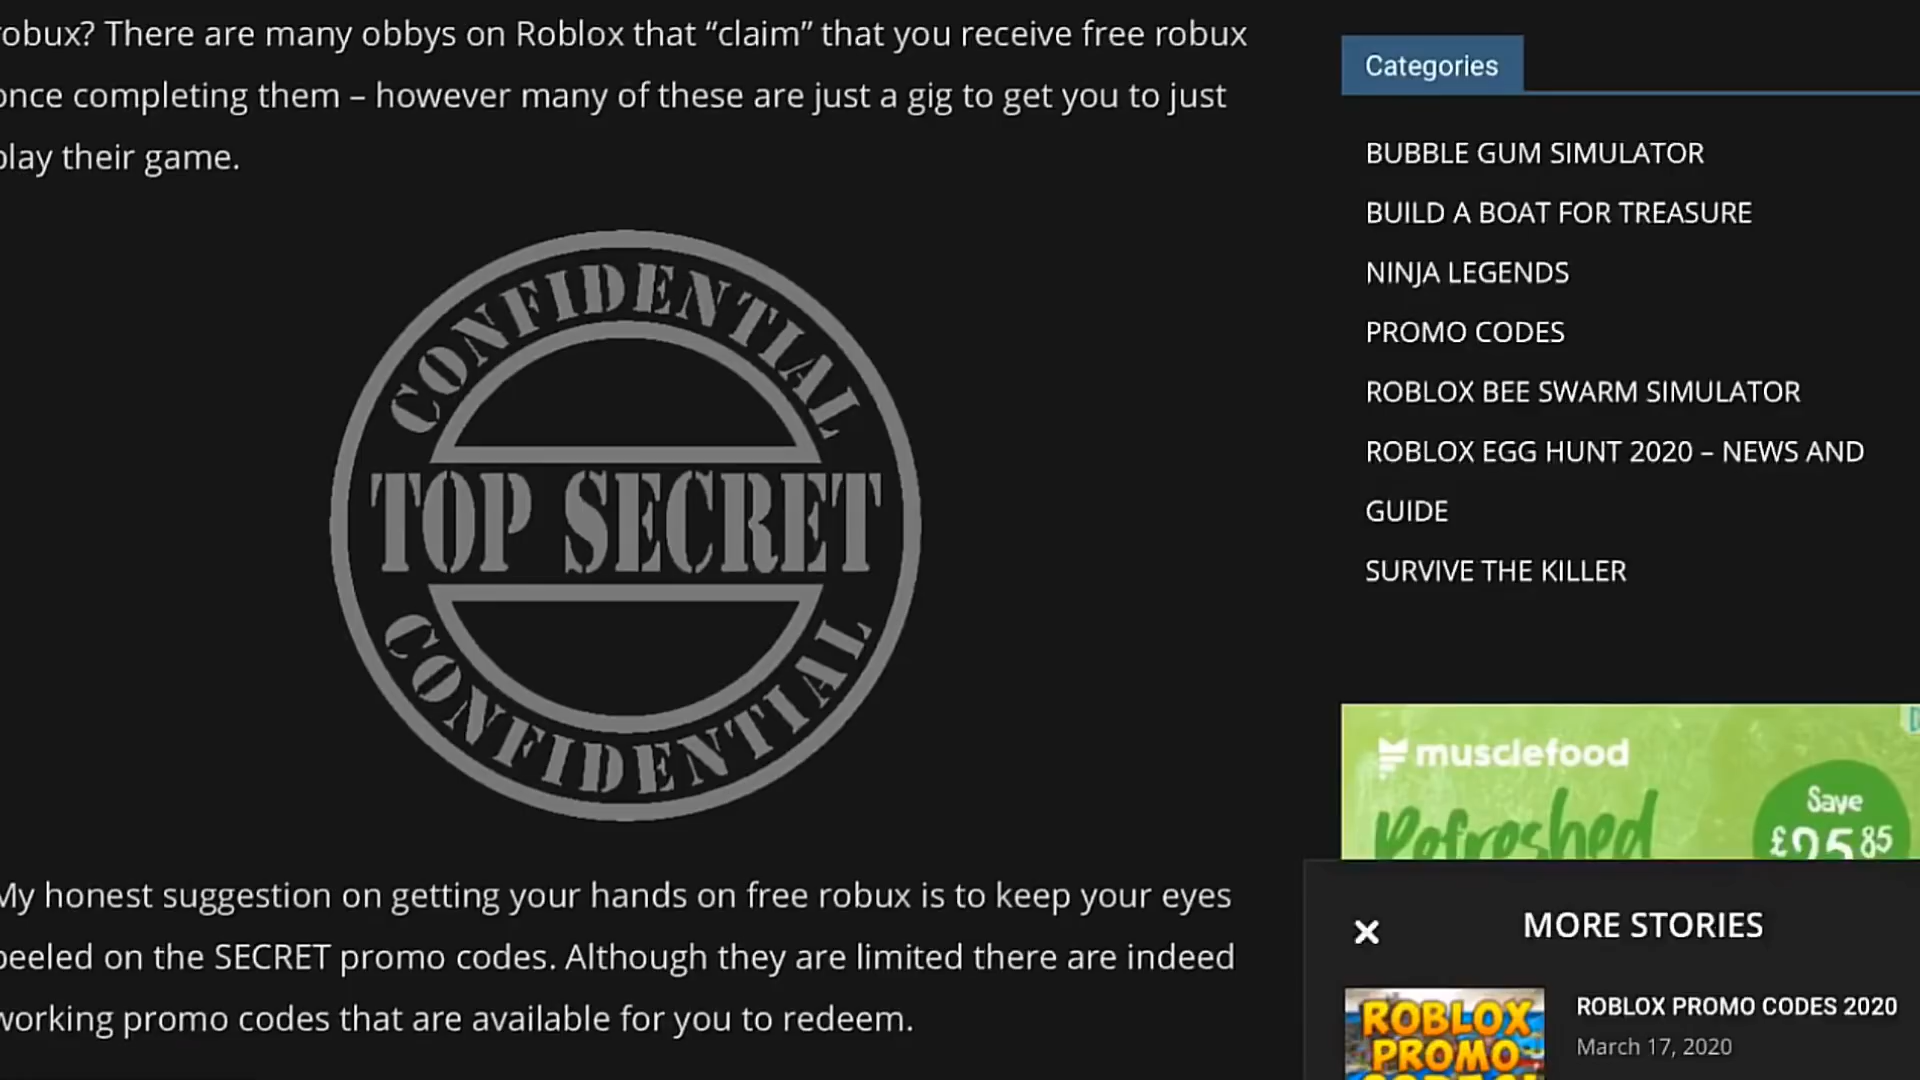 robux? There are many obbys on Roblox that “claim” that you receive free robux
once completing them – however many of these are just a gig to get you to just
play their game.
CONFIDENTIAL
TOP SECRET
CONFIDENTIAL
My honest suggestion on getting your hands on free robux is to keep your eyes
peeled on the SECRET promo codes. Although they are limited there are indeed
working promo codes that are available for you to redeem.
Categories
BUBBLE GUM SIMULATOR
BUILD A BOAT FOR TREASURE
NINJA LEGENDS
PROMO CODES
ROBLOX BEE SWARM SIMULATOR
ROBLOX EGG HUNT 2020 – NEWS AND
GUIDE
SURVIVE THE KILLER
musclefood
Refreshed
Save
£25.85
MORE STORIES
ROBLOX
PROMO
CODES!
ROBLOX PROMO CODES 2020
March 17, 2020